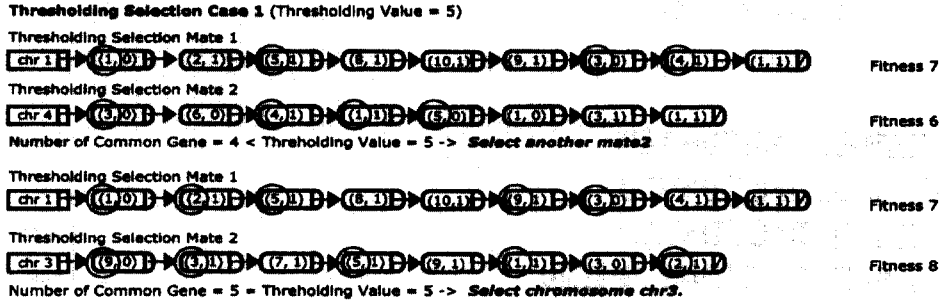 Thresholding Selection Case 1 (Thresholding Value = 5)
Thresholding Selection Mate 1
chr 1 (1, 0) (2, 1) (5, 1) (8, 1) (10,1) (9, 1) (3, 0) (4, 1) (1, 1) Fitness 7
Thresholding Selection Mate 2
chr 4 (3, 0) (6, 0) (4, 1) (1, 1) (5, 0) (1, 0) (3, 1) (1, 1) Fitness 6
Number of Common Gene = 4 < Threholding Value = 5 -> Select another mate2
Thresholding Selection Mate 1
chr 1 (1, 0) (2, 1) (5, 1) (8, 1) (10,1) (9, 1) (3, 0) (4, 1) (1, 1) Fitness 7
Thresholding Selection Mate 2
chr 3 (9, 0) (3, 1) (7, 1) (5, 1) (9, 1) (1, 1) (3, 0) (2, 1) Fitness 8
Number of Common Gene = 5 = Threholding Value = 5 -> Select chromosome chr3.